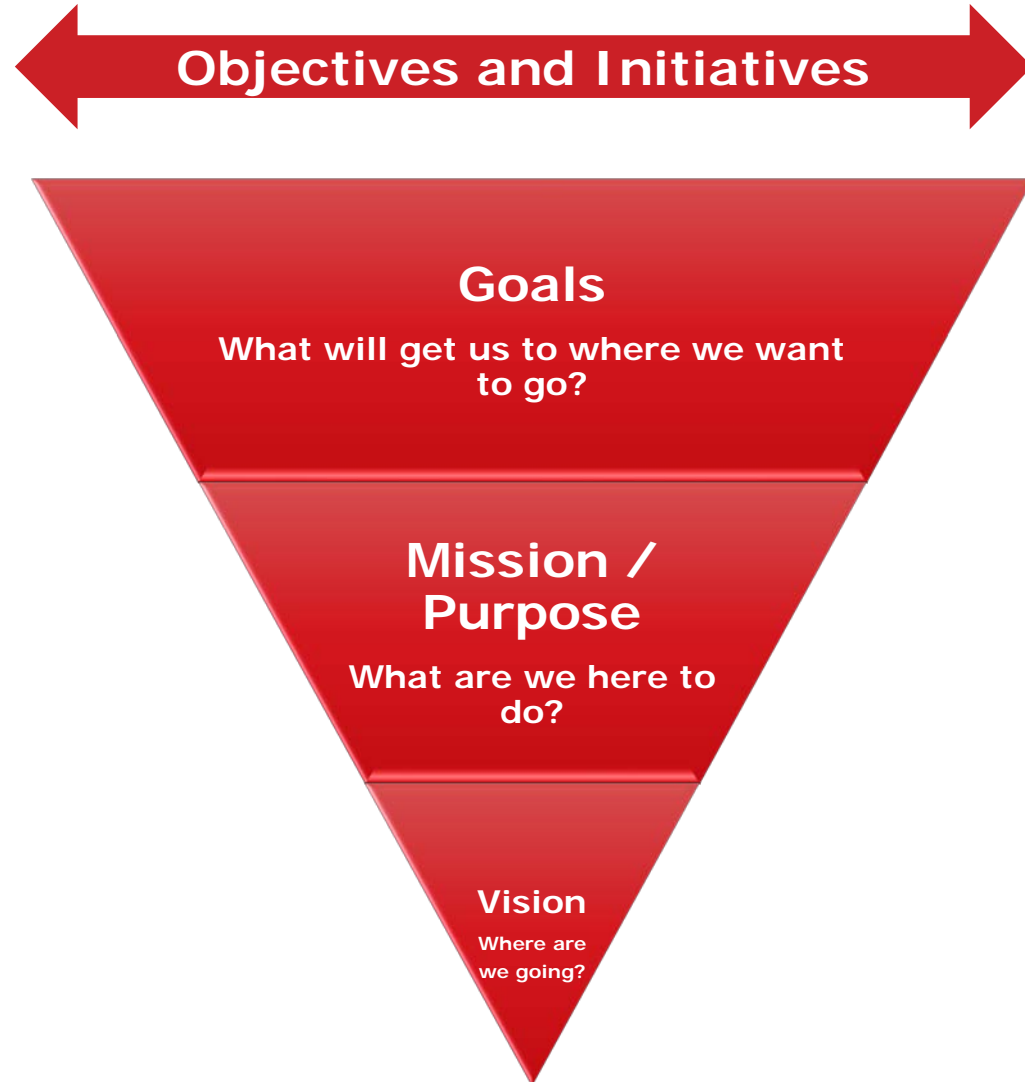 Objectives and Initiatives
Goals
What will get us to where we want
to go?
Mission /
Purpose
What are we here to
do?
Vision
Where are
we going?